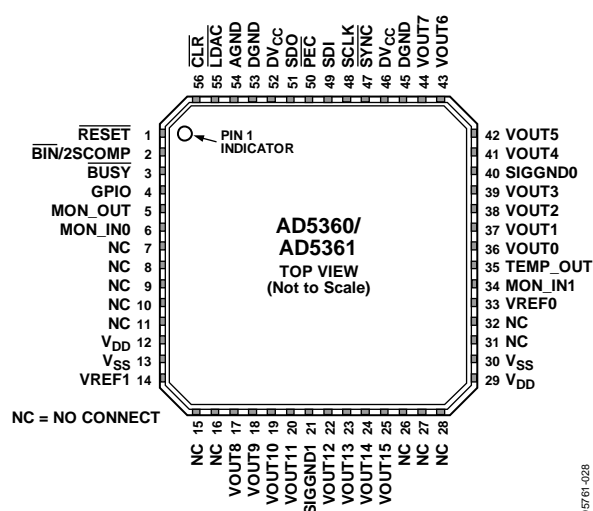 56 CLR
55 LDAC
54 AGND
53 DGND
52 DVCC
51 SDO
50 PEC
49 SDI
48 SCLK
47 SYNC
46 DVCC
45 DGND
44 VOUT7
43 VOUT6
RESET 1
BIN/2SCOMP 2
BUSY 3
GPIO 4
MON_OUT 5
MON_IN0 6
NC 7
NC 8
NC 9
NC 10
NC 11
VDD 12
VSS 13
VREF1 14
PIN 1
INDICATOR
AD5360/
AD5361
TOP VIEW
(Not to Scale)
42 VOUT5
41 VOUT4
40 SIGGND0
39 VOUT3
38 VOUT2
37 VOUT1
36 VOUT0
35 TEMP_OUT
34 MON_IN1
33 VREF0
32 NC
31 NC
30 VSS
29 VDD
NC = NO CONNECT
NC 15
NC 16
VOUT8 17
VOUT9 18
VOUT10 19
VOUT11 20
SIGGND1 21
VOUT12 22
VOUT13 23
VOUT14 24
VOUT15 25
NC 26
NC 27
NC 28
05761-028